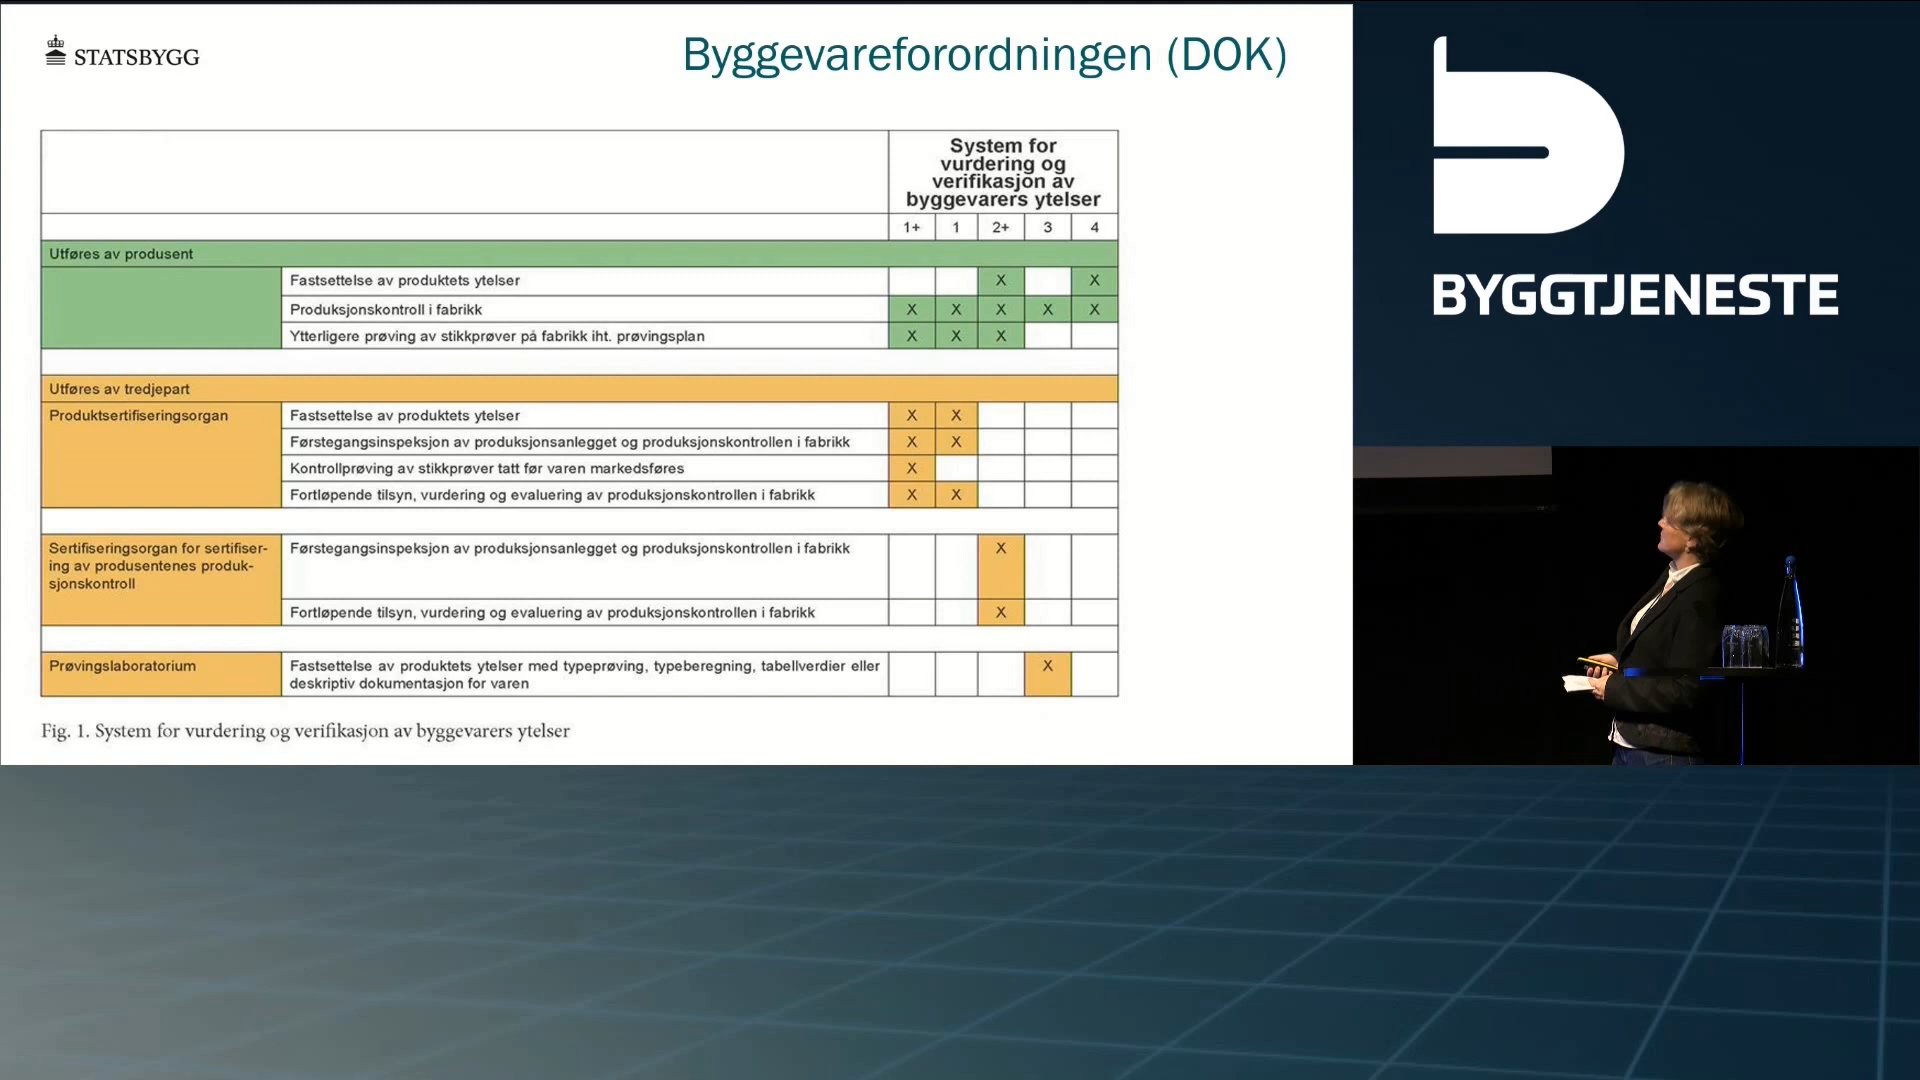 STATSBYGG
Byggevareforordningen (DOK)
System for
vurdering og
verifikasjon av
byggevarers ytelser
1+ 1 2+ 3 4
Utføres av produsent
Fastsettelse av produktets ytelser X X
Produksjonskontroll i fabrikk X X X X X
Ytterligere prøving av stikkprøver på fabrikk iht. prøvingsplan X X X
Utføres av tredjepart
Produktsertifiseringsorgan Fastsettelse av produktets ytelser X X
Førstegangsinspeksjon av produksjonsanlegget og produksjonskontrollen i fabrikk X X
Kontrollprøving av stikkprøver tatt før varen markedsføres X
Fortløpende tilsyn, vurdering og evaluering av produksjonskontrollen i fabrikk X X
Sertifiseringsorgan for sertifiser-
ing av produsentenes produk-
sjonskontroll
Førstegangsinspeksjon av produksjonsanlegget og produksjonskontrollen i fabrikk X
Fortløpende tilsyn, vurdering og evaluering av produksjonskontrollen i fabrikk X
Prøvingslaboratorium
Fastsettelse av produktets ytelser med typeprøving, typeberegning, tabellverdier eller X
deskriptiv dokumentasjon for varen
Fig. 1. System for vurdering og verifikasjon av byggevarers ytelser
BYGGTJENESTE